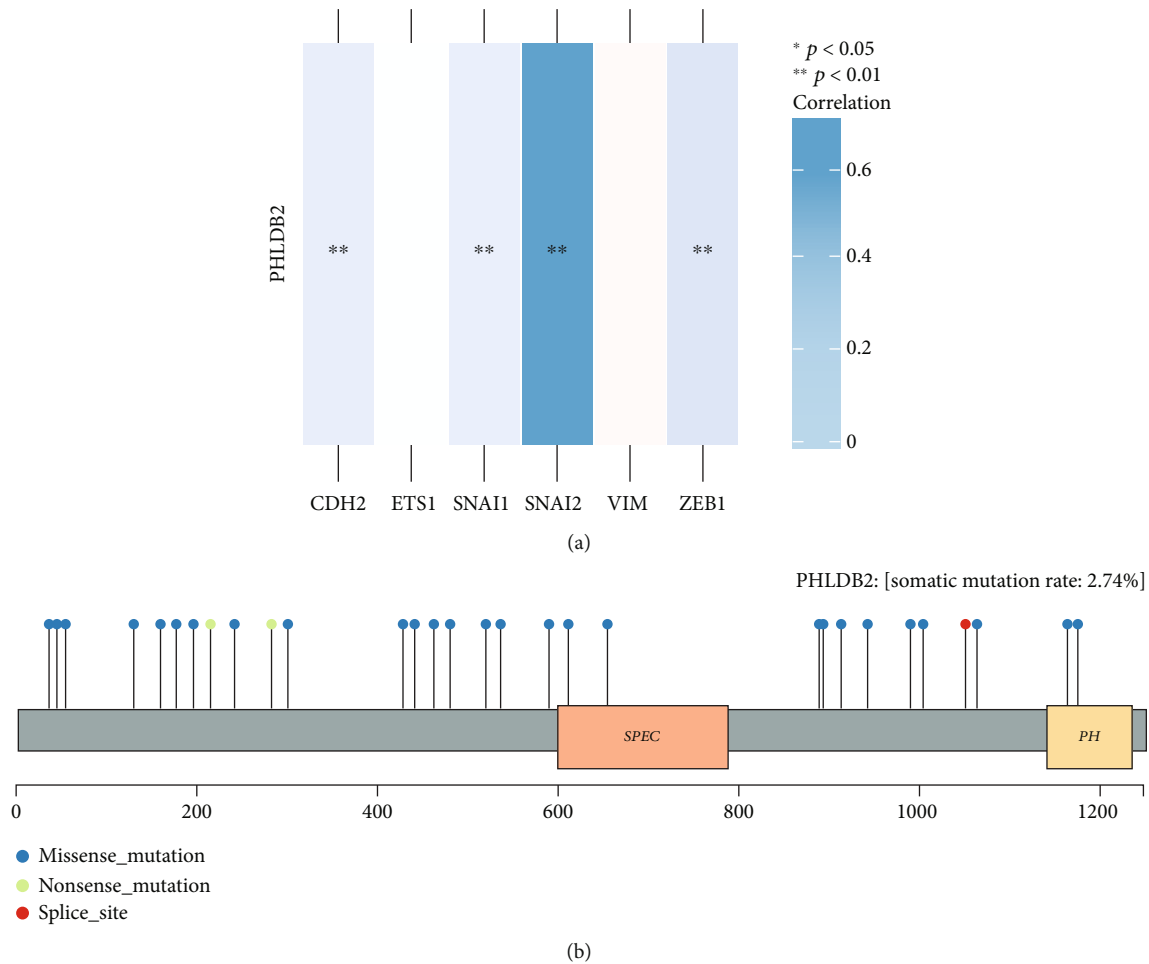 * p < 0.05
** p < 0.01
Correlation
0.6
0.4
0.2
0
PHLDB2
** ** ** **
CDH2 ETS1 SNAI1 SNAI2 VIM ZEB1
(a)
PHLDB2: [somatic mutation rate: 2.74%]
SPEC PH
0 200 400 600 800 1000 1200
Missense_mutation
Nonsense_mutation
Splice_site
(b)